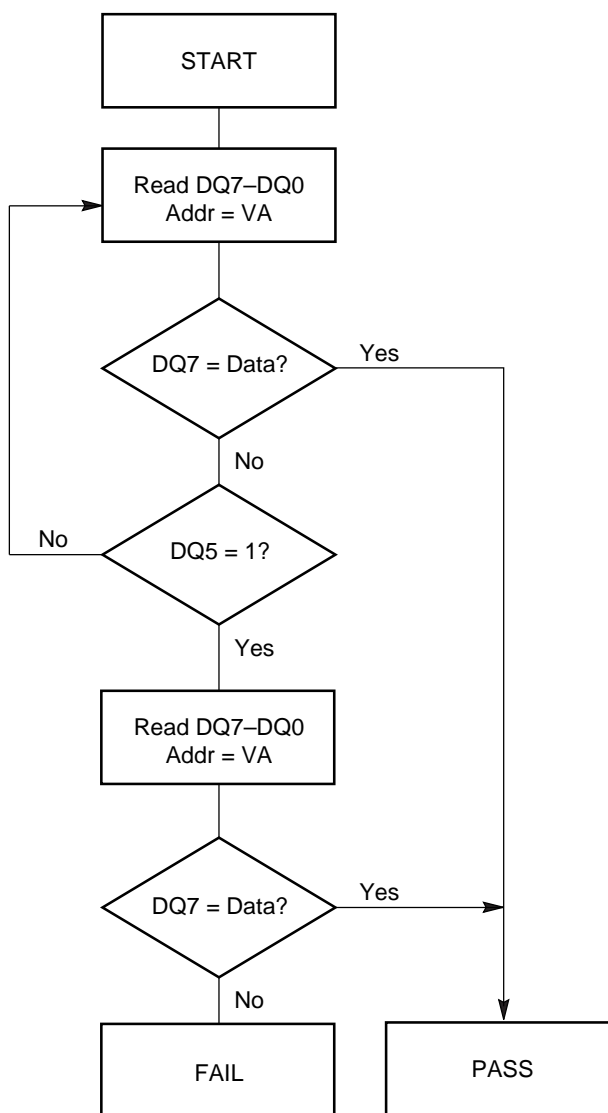 START
Read DQ7–DQ0
Addr = VA
DQ7 = Data?
Yes
No
DQ5 = 1?
No
Yes
Read DQ7–DQ0
Addr = VA
DQ7 = Data?
Yes
No
FAIL
PASS